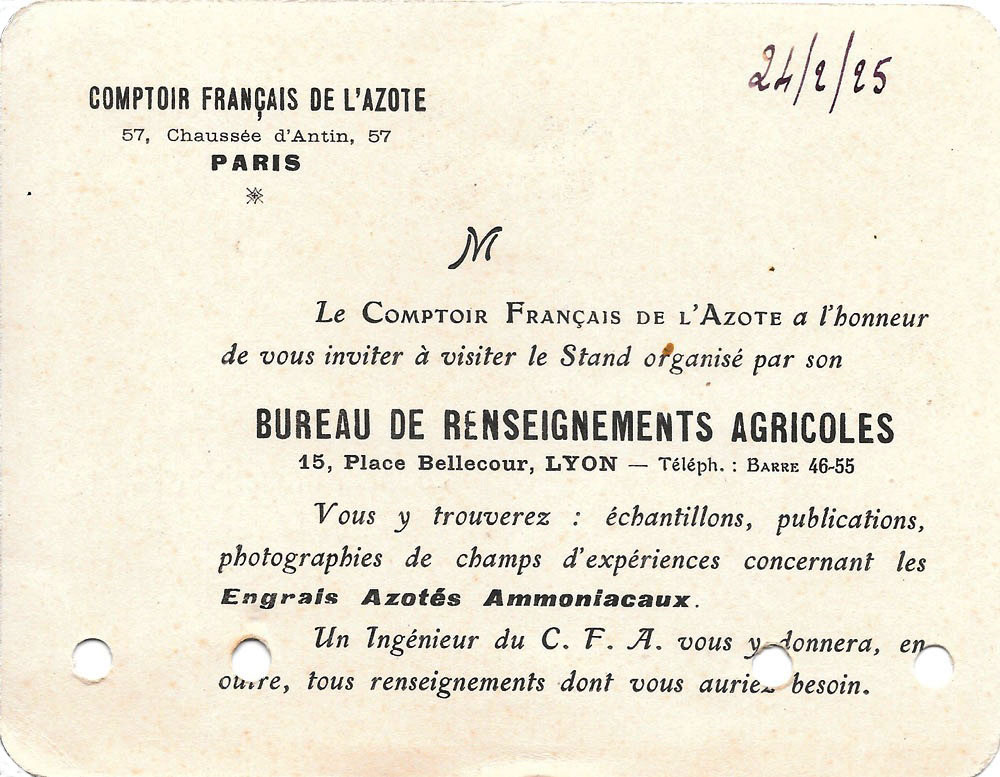 24/2/25
COMPTOIR FRANÇAIS DE L'AZOTE
57, Chaussée d'Antin, 57
PARIS
M
Le COMPTOIR FRANÇAIS DE L'AZOTE a l'honneur
de vous inviter à visiter le Stand organisé par son
BUREAU DE RENSEIGNEMENTS AGRICOLES
15, Place Bellecour, LYON — Téléph. : BARRE 46-55
Vous y trouverez : échantillons, publications,
photographies de champs d'expériences concernant les
Engrais Azotés Ammoniacaux.
Un Ingénieur du C. F. A. vous y donnera, en
outre, tous renseignements dont vous auriez besoin.